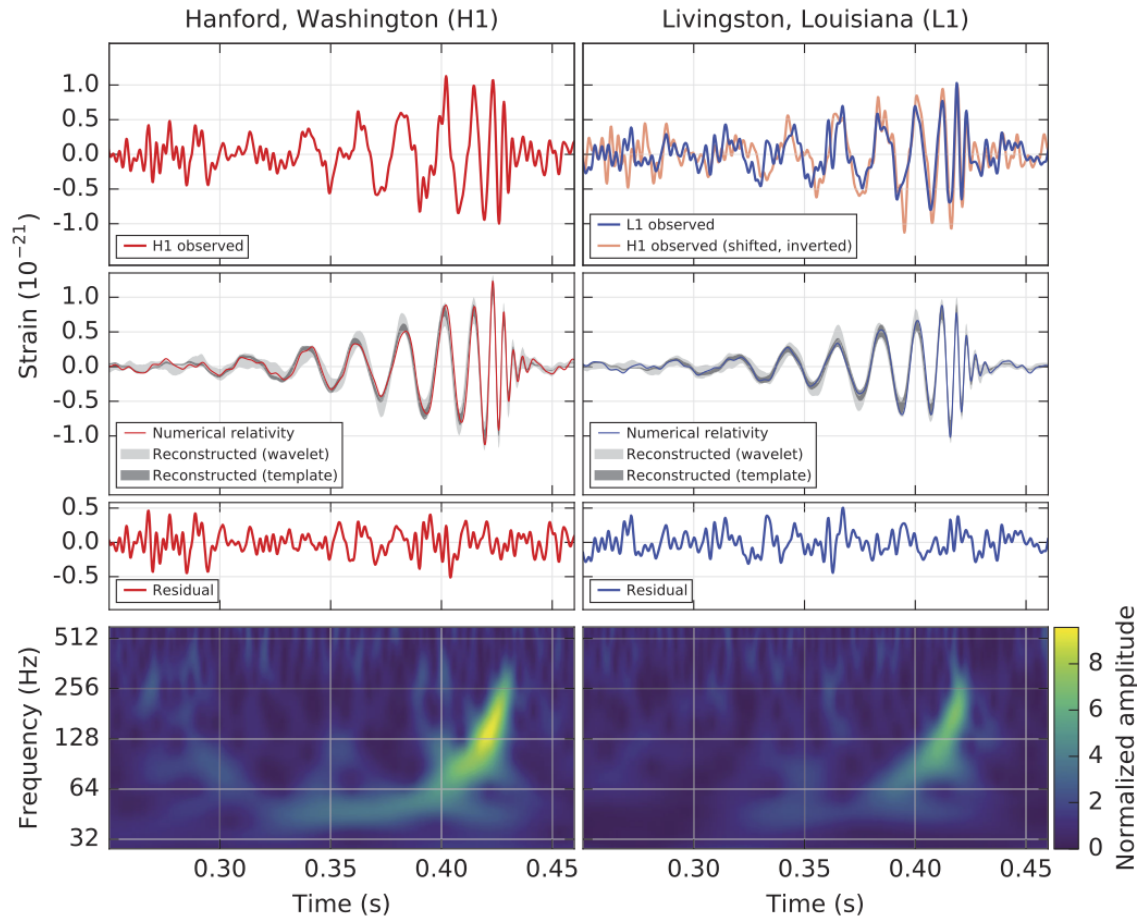 Hanford, Washington (H1)
Livingston, Louisiana (L1)
Strain (10⁻²¹)
1.0
0.5
0.0
-0.5
-1.0
H1 observed
L1 observed
H1 observed (shifted, inverted)
1.0
0.5
0.0
-0.5
-1.0
Numerical relativity
Reconstructed (wavelet)
Reconstructed (template)
Numerical relativity
Reconstructed (wavelet)
Reconstructed (template)
0.5
0.0
-0.5
Residual
Residual
Frequency (Hz)
512
256
128
64
32
0.30
0.35
0.40
0.45
Time (s)
0.30
0.35
0.40
0.45
Time (s)
Normalized amplitude
8
6
4
2
0